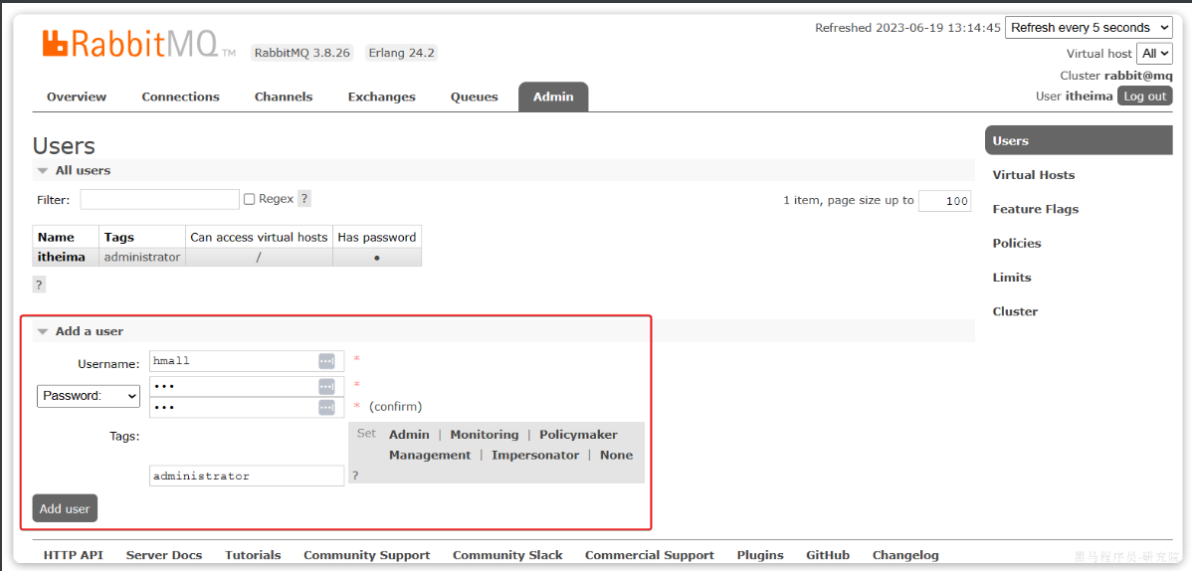 Refreshed 2023-06-19 13:14:45 Refresh every 5 seconds
RabbitMQ TM RabbitMQ 3.8.26 Erlang 24.2
Virtual host All
Cluster rabbit@mq
User itheima Log out
Overview Connections Channels Exchanges Queues Admin
Users
All users
Filter: Regex ? 1 item, page size up to 100
Name Tags Can access virtual hosts Has password
itheima administrator / •
?
Add a user
Username: hmall *
Password: ••• *
••• * (confirm)
Tags: Set Admin | Monitoring | Policymaker
Management | Impersonator | None
administrator ?
Add user
Users
Virtual Hosts
Feature Flags
Policies
Limits
Cluster
HTTP API Server Docs Tutorials Community Support Community Slack Commercial Support Plugins GitHub Changelog
黑马程序员-研究院